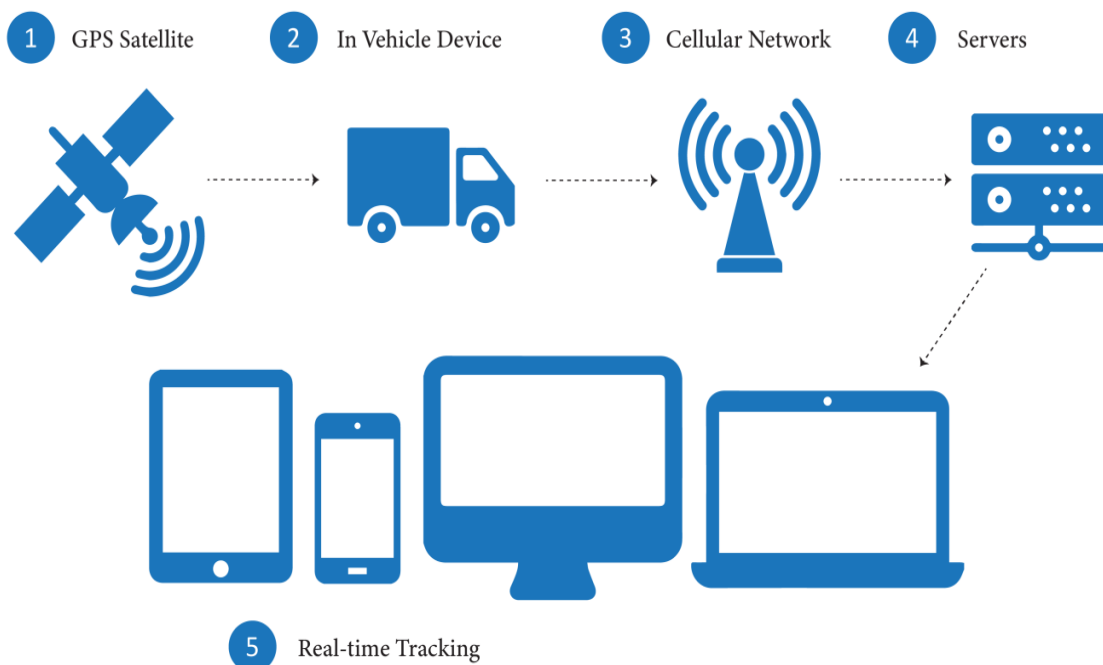 1 GPS Satellite
2 In Vehicle Device
3 Cellular Network
4 Servers
5 Real-time Tracking